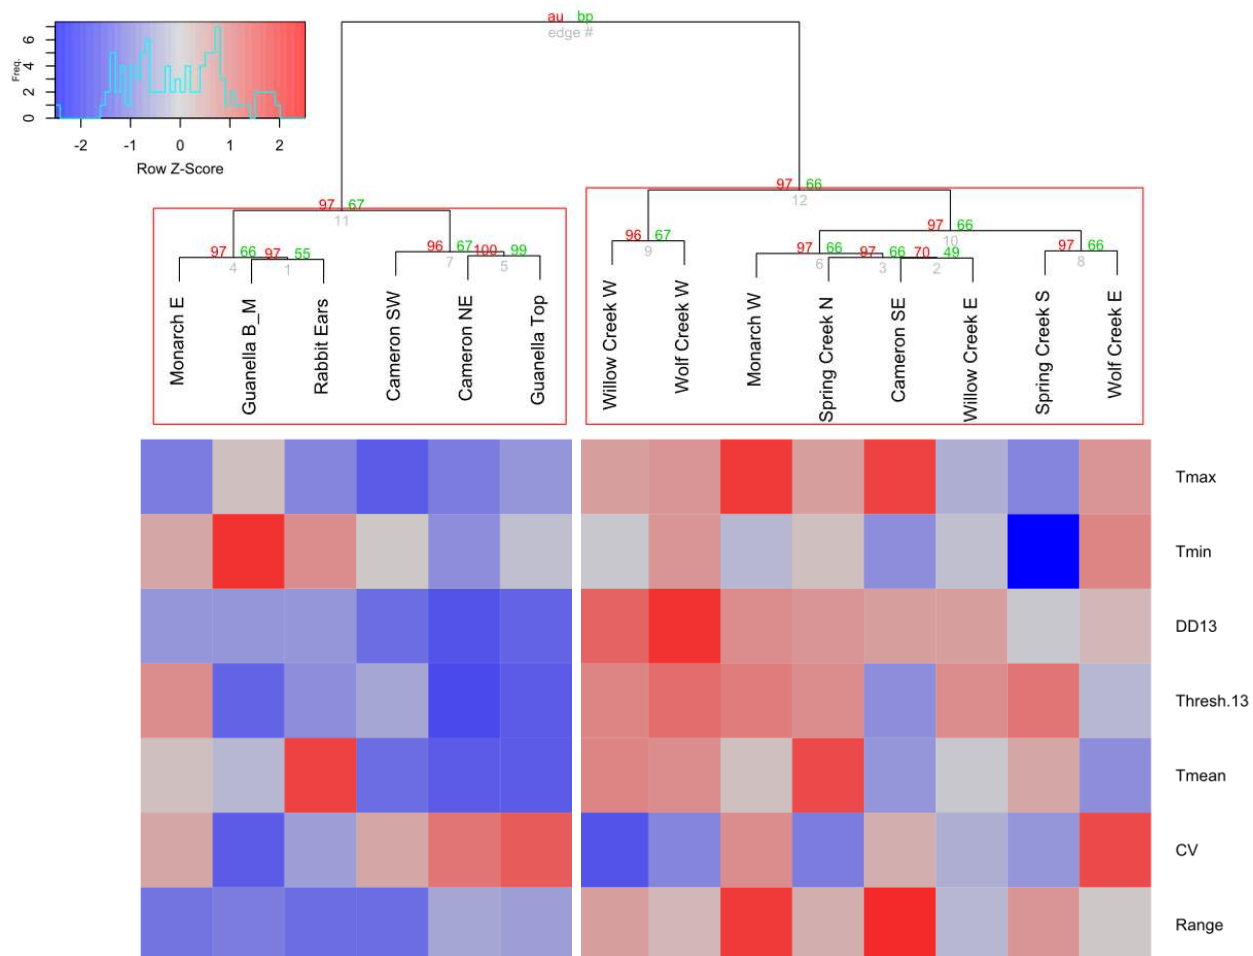 au bp
edge #
Freq.
0 2 4 6
-2 -1 0 1 2
Row Z-Score
97 66
12
97 67
11
97 66
10
96 67
9
97 66
4
97 55
1
96 67
7
100 99
5
97 66
6
97 66
3
70 49
2
97 66
8
Monarch E
Guanella B_M
Rabbit Ears
Cameron SW
Cameron NE
Guanella Top
Willow Creek W
Wolf Creek W
Monarch W
Spring Creek N
Cameron SE
Willow Creek E
Spring Creek S
Wolf Creek E
Tmax
Tmin
DD13
Thresh.13
Tmean
CV
Range